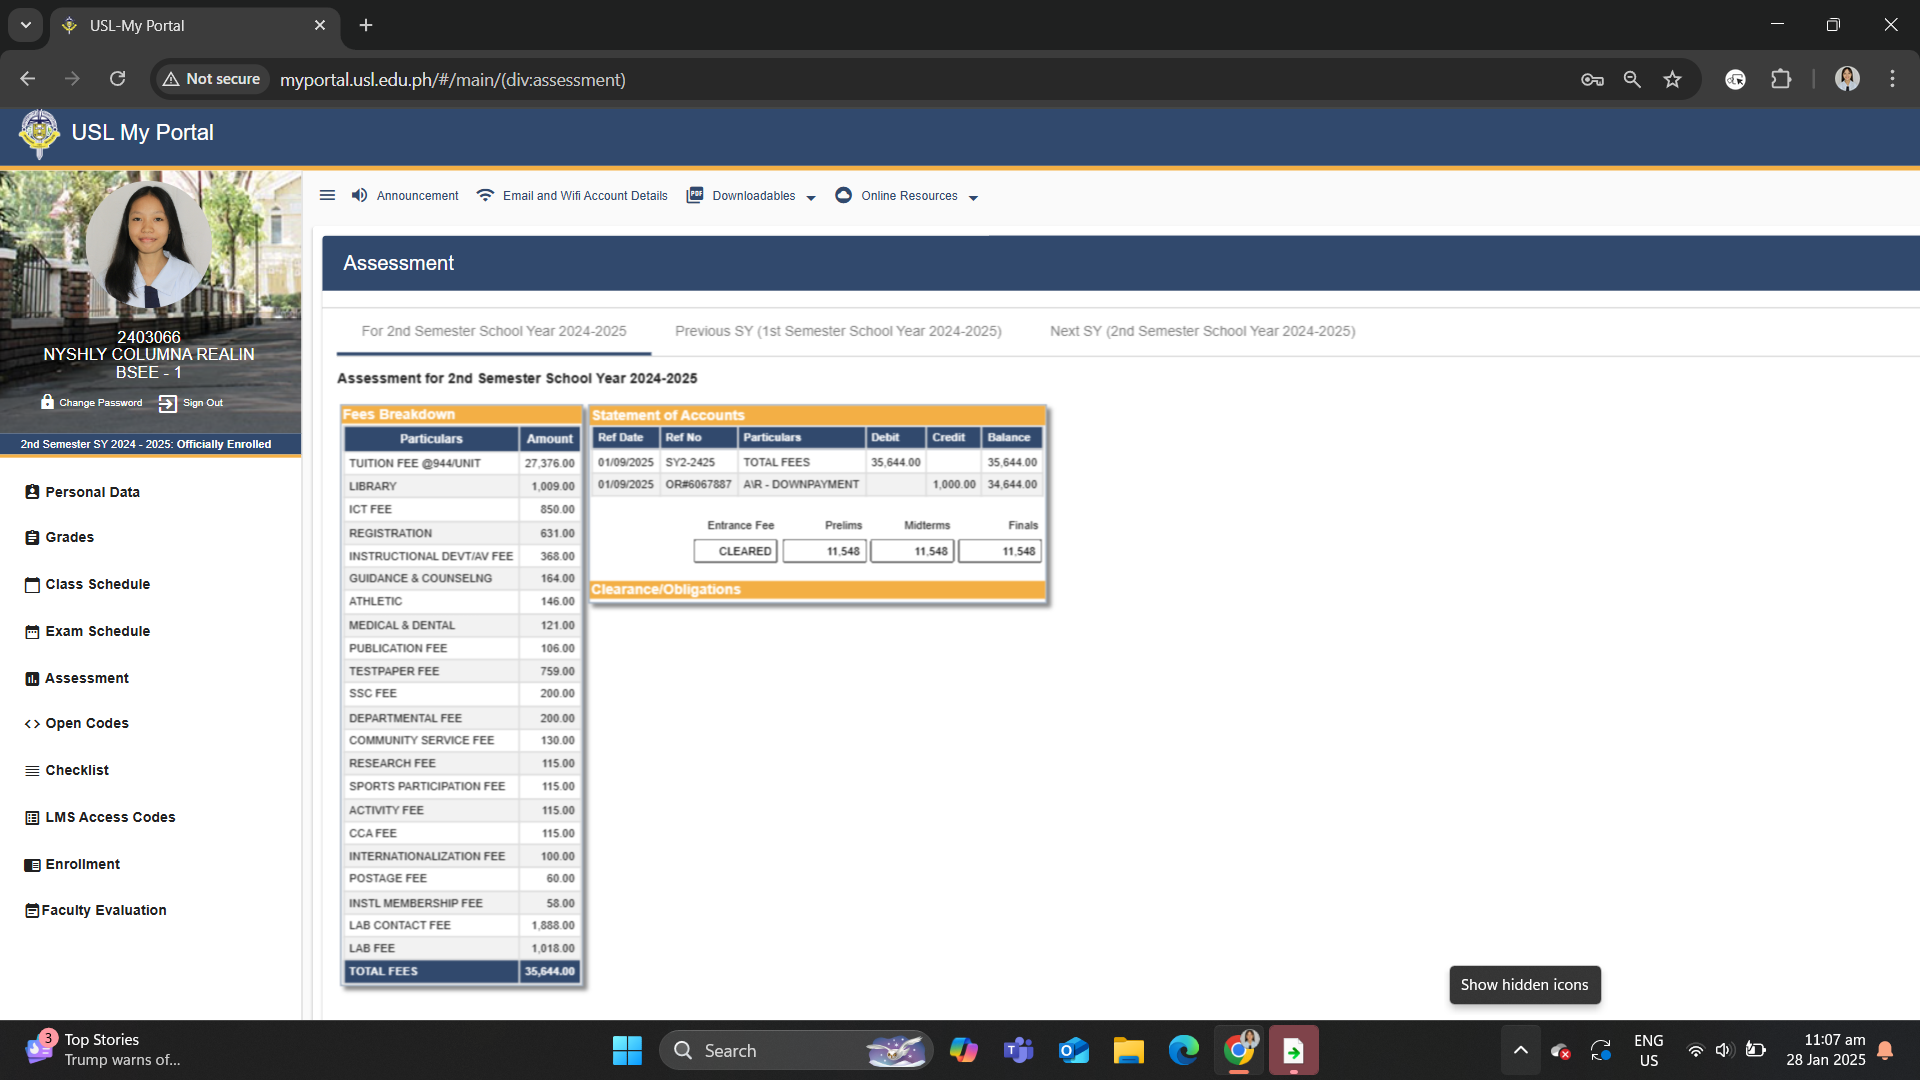 USL-My Portal
Not secure
myportal.usl.edu.ph/#/main/(div:assessment)
USL My Portal
2403066
NYSHLY COLUMNA REALIN
BSEE - 1
Change Password
Sign Out
2nd Semester SY 2024 - 2025: Officially Enrolled
Personal Data
Grades
Class Schedule
Exam Schedule
Assessment
Open Codes
Checklist
LMS Access Codes
Enrollment
Faculty Evaluation
Announcement
Email and Wifi Account Details
PDF
Downloadables
Online Resources
Assessment
For 2nd Semester School Year 2024-2025
Previous SY (1st Semester School Year 2024-2025)
Next SY (2nd Semester School Year 2024-2025)
Assessment for 2nd Semester School Year 2024-2025
Fees Breakdown
Particulars Amount
TUITION FEE @944/UNIT 27,376.00
LIBRARY 1,009.00
ICT FEE 850.00
REGISTRATION 631.00
INSTRUCTIONAL DEVT/AV FEE 368.00
GUIDANCE & COUNSELNG 164.00
ATHLETIC 146.00
MEDICAL & DENTAL 121.00
PUBLICATION FEE 106.00
TESTPAPER FEE 759.00
SSC FEE 200.00
DEPARTMENTAL FEE 200.00
COMMUNITY SERVICE FEE 130.00
RESEARCH FEE 115.00
SPORTS PARTICIPATION FEE 115.00
ACTIVITY FEE 115.00
CCA FEE 115.00
INTERNATIONALIZATION FEE 100.00
POSTAGE FEE 60.00
INSTL MEMBERSHIP FEE 58.00
LAB CONTACT FEE 1,888.00
LAB FEE 1,018.00
TOTAL FEES 35,644.00
Statement of Accounts
Ref Date Ref No Particulars Debit Credit Balance
01/09/2025 SY2-2425 TOTAL FEES 35,644.00 35,644.00
01/09/2025 OR#6067887 A\R - DOWNPAYMENT 1,000.00 34,644.00
Entrance Fee Prelims Midterms Finals
CLEARED 11,548 11,548 11,548
Clearance/Obligations
Show hidden icons
3
Top Stories
Trump warns of...
Search
ENG
US
11:07 am
28 Jan 2025